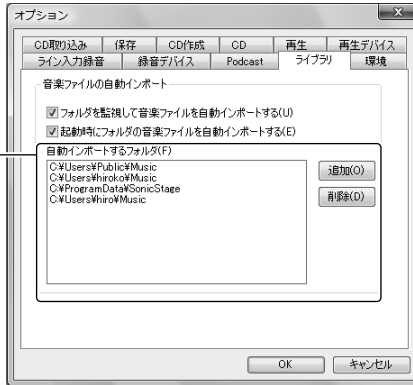 オプション
CD取り込み 保存 CD作成 CD 再生 再生デバイス
ライン入力録音 録音デバイス Podcast ライブラリ 環境
音楽ファイルの自動インポート
フォルダを監視して音楽ファイルを自動インポートする(U)
起動時にフォルダの音楽ファイルを自動インポートする(E)
自動インポートするフォルダ(F)
C:¥Users¥Public¥Music
C:¥Users¥hiroko¥Music
C:¥ProgramData¥SonicStage
C:¥Users¥hiro¥Music
追加(O)
削除(D)
OK キャンセル